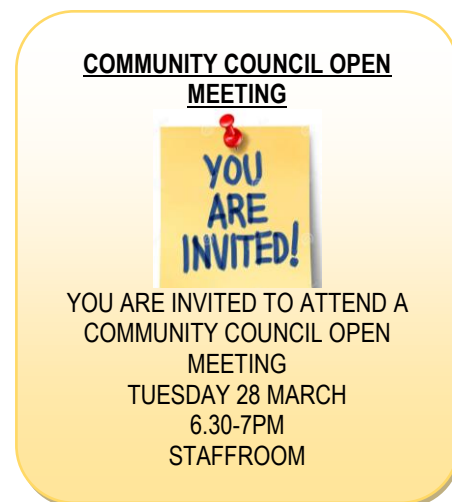 COMMUNITY COUNCIL OPEN
MEETING
YOU
ARE
INVITED!
YOU ARE INVITED TO ATTEND A
COMMUNITY COUNCIL OPEN
MEETING
TUESDAY 28 MARCH
6.30-7PM
STAFFROOM